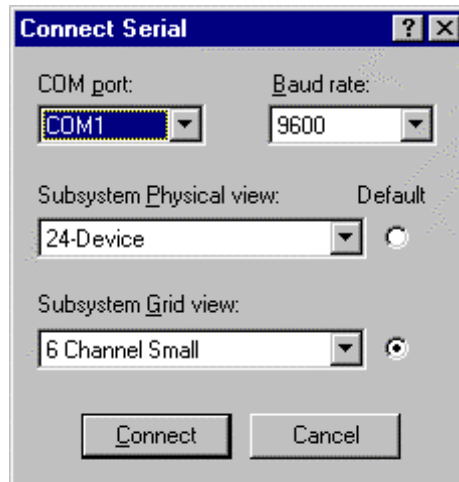 Connect Serial
COM port: Baud rate:
COM1 9600
Subsystem Physical view: Default
24-Device
Subsystem Grid view:
6 Channel Small
Connect Cancel